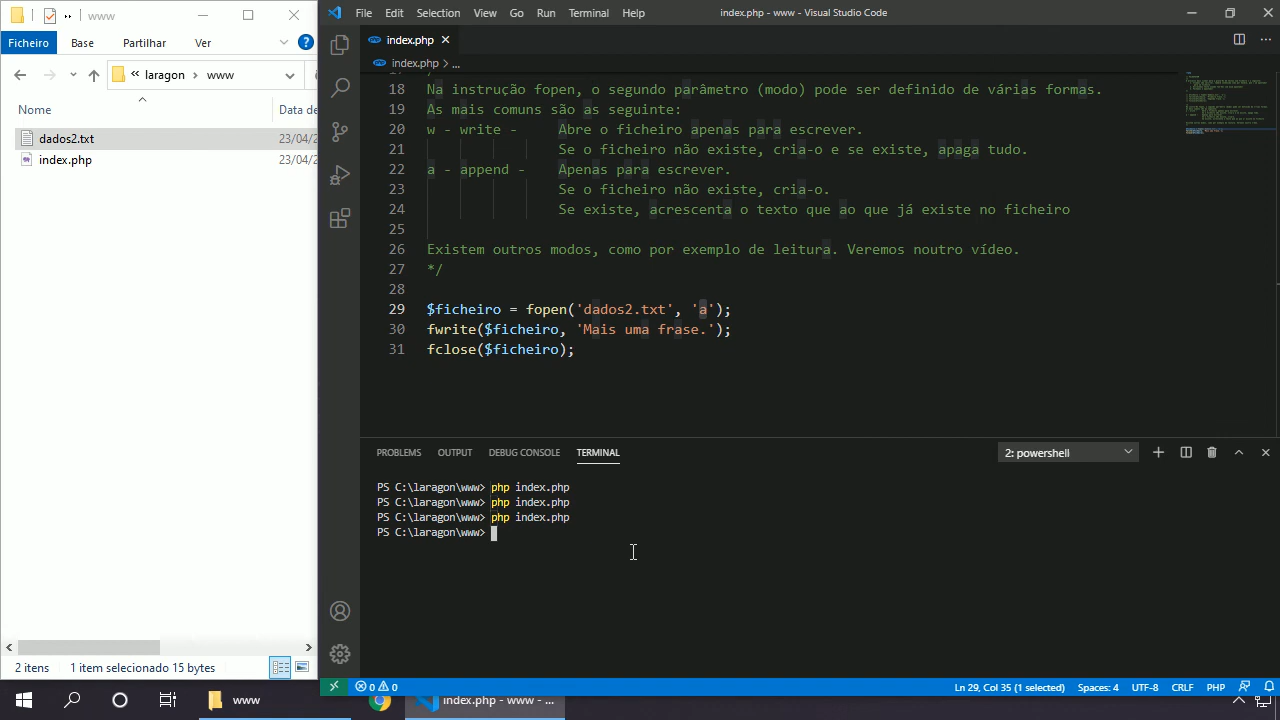 www
Ficheiro Base Partilhar Ver
laragon > www
Nome Data de
dados2.txt 23/04/2
index.php 23/04/2
2 itens 1 item selecionado 15 bytes
File Edit Selection View Go Run Terminal Help index.php - www - Visual Studio Code
index.php
index.php > ...
18 Na instrução fopen, o segundo parâmetro (modo) pode ser definido de várias formas.
19 As mais comuns são as seguinte:
20 w - write - Abre o ficheiro apenas para escrever.
21 Se o ficheiro não existe, cria-o e se existe, apaga tudo.
22 a - append - Apenas para escrever.
23 Se o ficheiro não existe, cria-o.
24 Se existe, acrescenta o texto que ao que já existe no ficheiro
25
26 Existem outros modos, como por exemplo de leitura. Veremos noutro vídeo.
27 */
28
29 $ficheiro = fopen('dados2.txt', 'a');
30 fwrite($ficheiro, 'Mais uma frase.');
31 fclose($ficheiro);
PROBLEMS OUTPUT DEBUG CONSOLE TERMINAL 2: powershell
PS C:\laragon\www> php index.php
PS C:\laragon\www> php index.php
PS C:\laragon\www> php index.php
PS C:\laragon\www>
0 0 Ln 29, Col 35 (1 selected) Spaces: 4 UTF-8 CRLF PHP
www index.php - www - ...